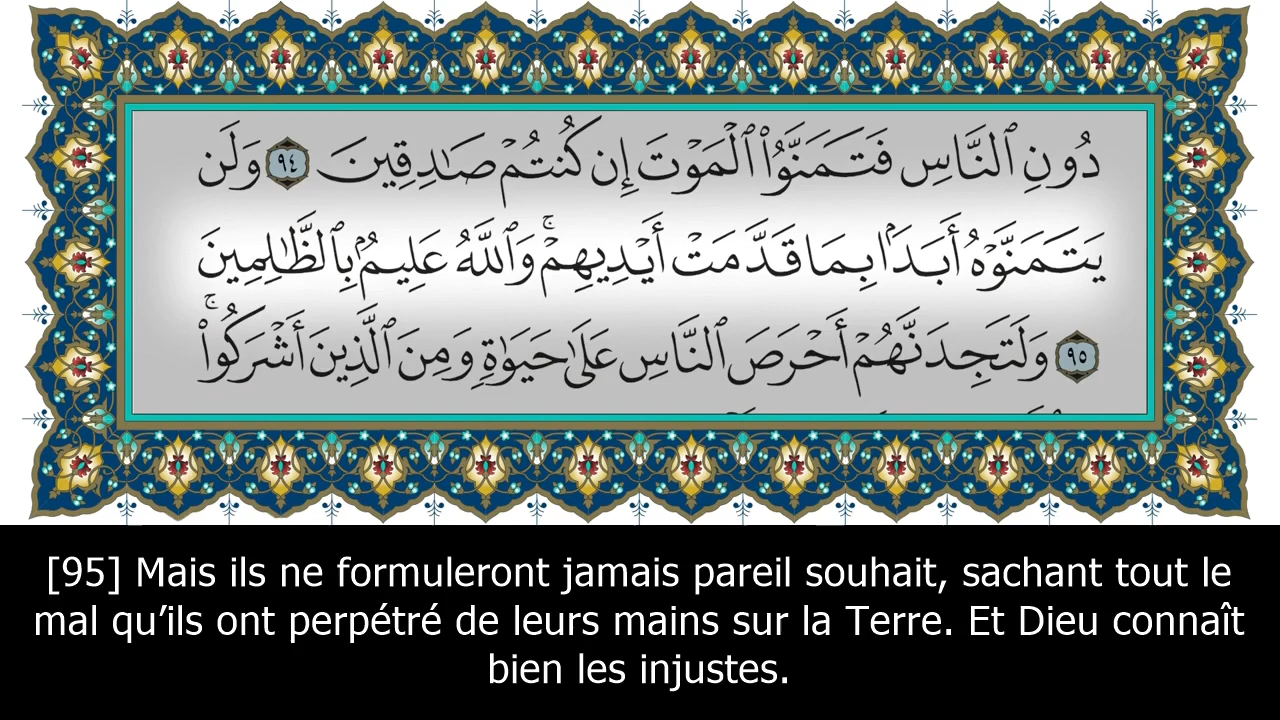 دُونِ ٱلنَّاسِ فَتَمَنَّوُا۟ ٱلْمَوْتَ إِن كُنتُمْ صَـٰدِقِينَ ٩٤ وَلَن
يَتَمَنَّوْهُ أَبَدًۢا بِمَا قَدَّمَتْ أَيْدِيهِمْ ۗ وَٱللَّهُ عَلِيمٌۢ بِٱلظَّـٰلِمِينَ
٩٥ وَلَتَجِدَنَّهُمْ أَحْرَصَ ٱلنَّاسِ عَلَىٰ حَيَوٰةٍ وَمِنَ ٱلَّذِينَ أَشْرَكُوا۟ ۚ
[95] Mais ils ne formuleront jamais pareil souhait, sachant tout le
mal qu’ils ont perpétré de leurs mains sur la Terre. Et Dieu connaît
bien les injustes.